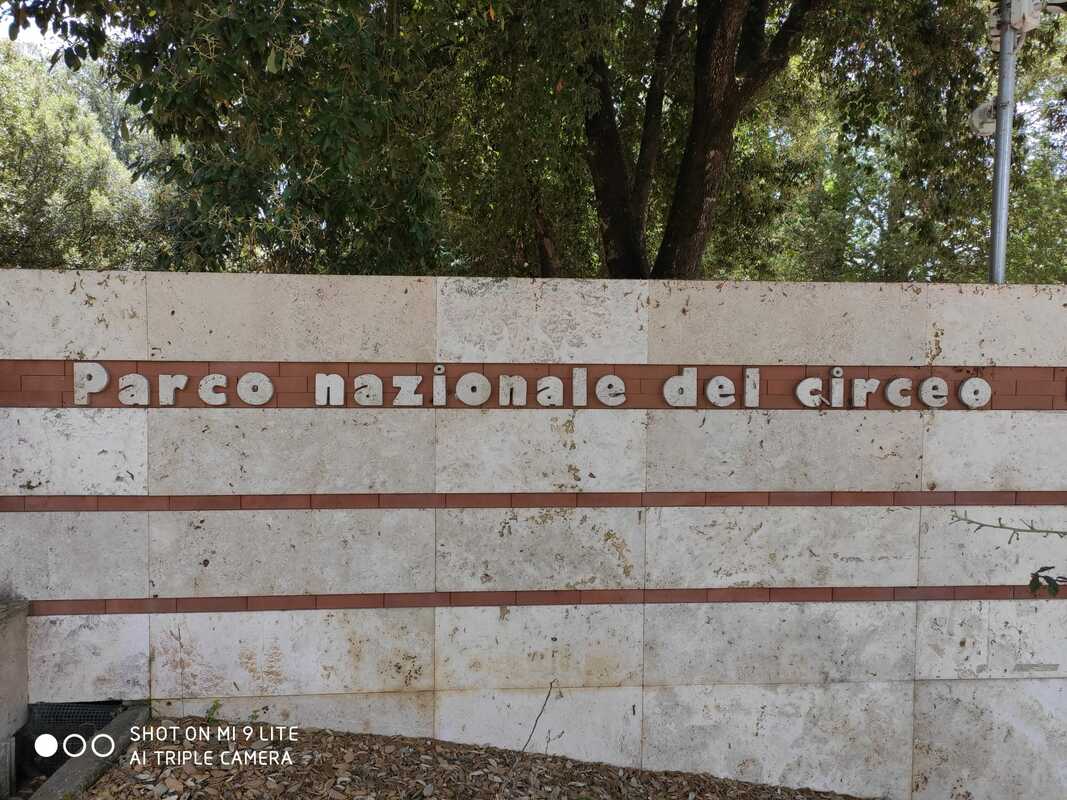 Parco nazionale del circeo
SHOT ON MI 9 LITE
AI TRIPLE CAMERA